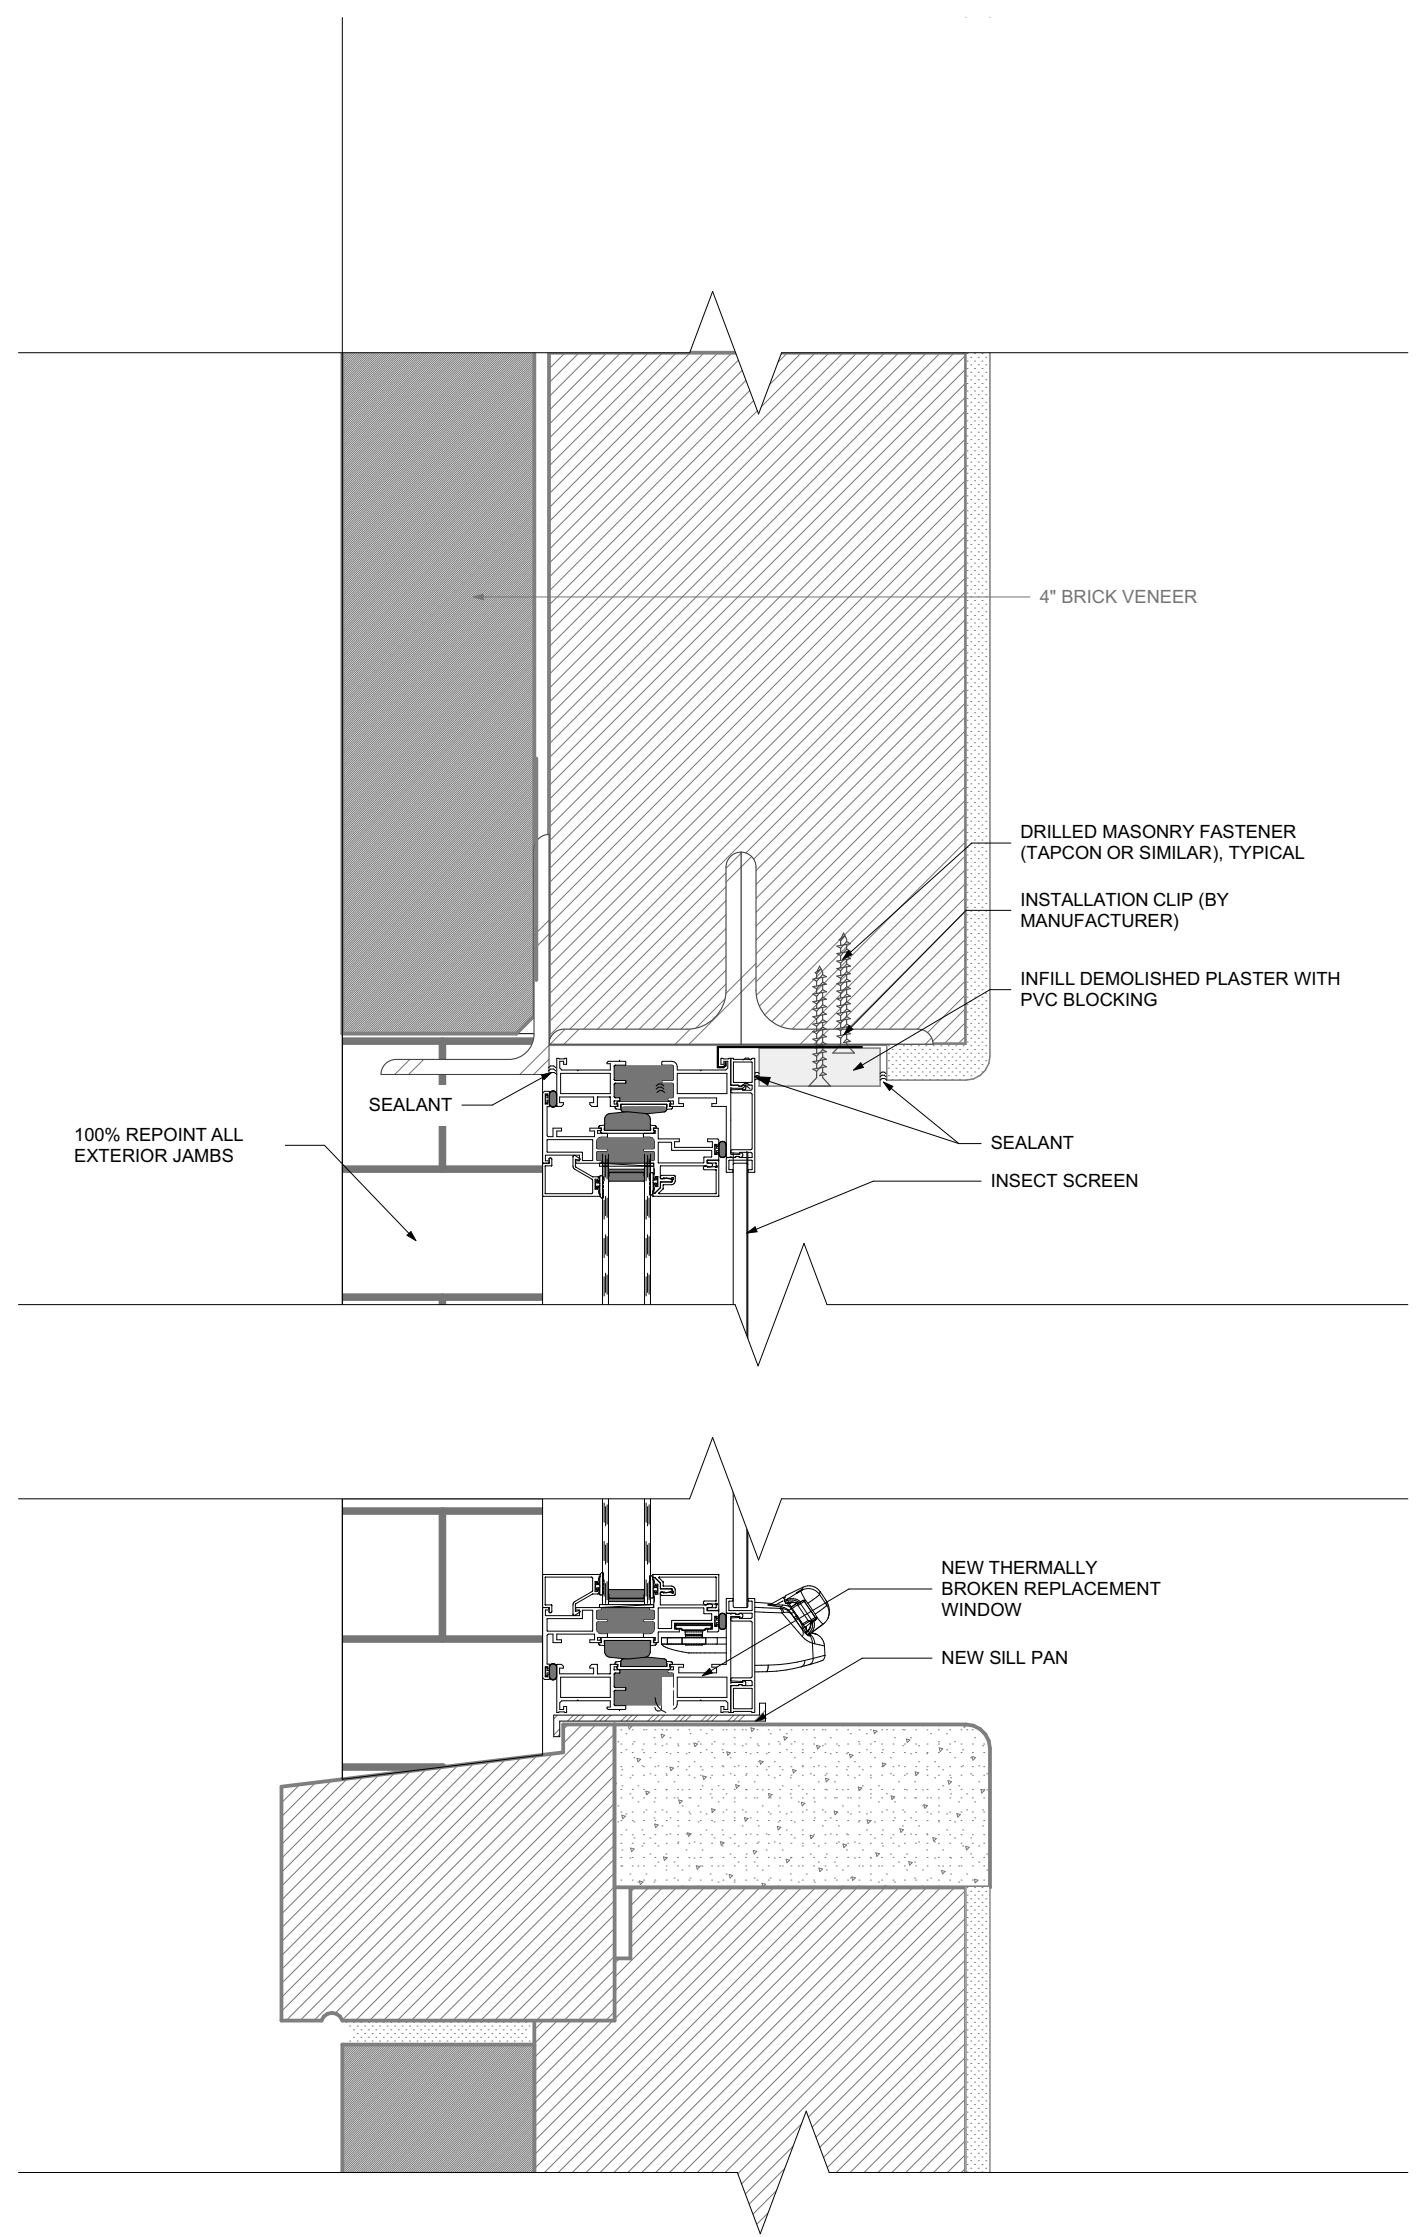 4" BRICK VENEER
DRILLED MASONRY FASTENER
(TAPCON OR SIMILAR), TYPICAL
INSTALLATION CLIP (BY
MANUFACTURER)
INFILL DEMOLISHED PLASTER WITH
PVC BLOCKING
SEALANT
100% REPOINT ALL
EXTERIOR JAMBS
SEALANT
INSECT SCREEN
NEW THERMALLY
BROKEN REPLACEMENT
WINDOW
NEW SILL PAN